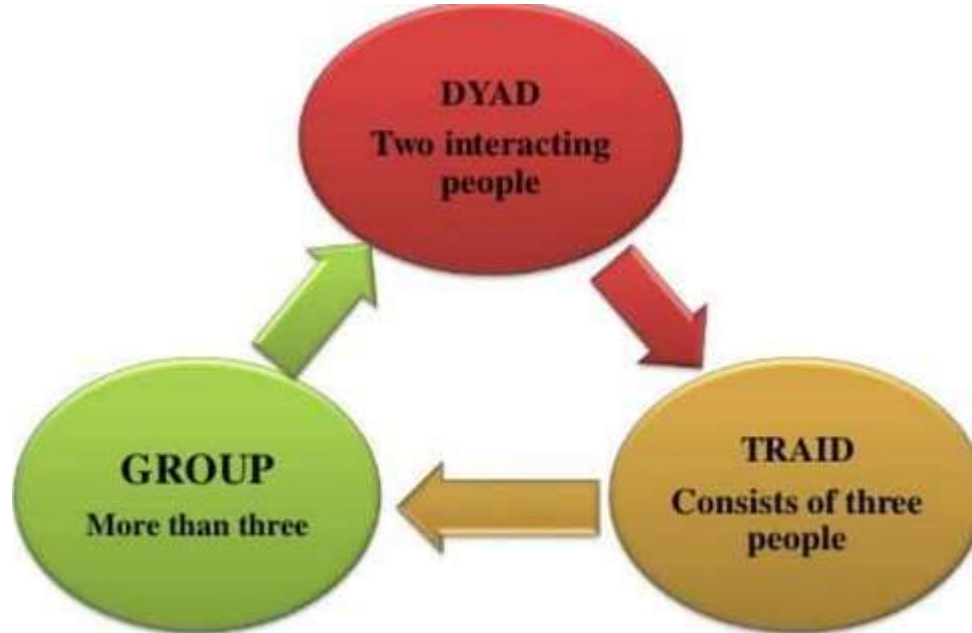 DYAD
Two interacting
people
GROUP
More than three
TRAID
Consists of three
people